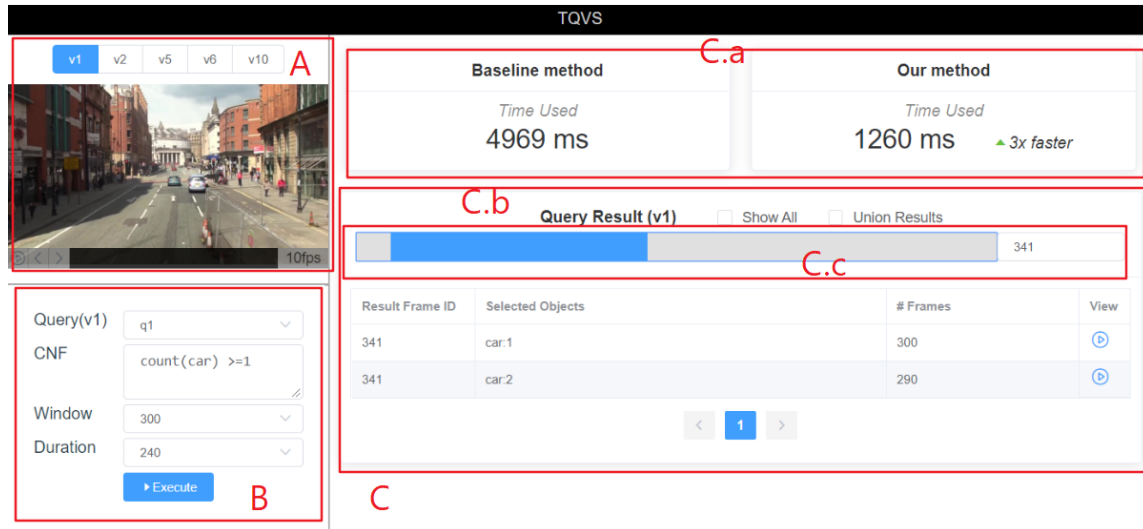 TQVS
v1 v2 v5 v6 v10 A
10fps
Query(v1) q1
CNF count(car) >=1
Window 300
Duration 240
Execute
B
C.a
Baseline method
Time Used
4969 ms
Our method
Time Used
1260 ms 3x faster
C.b
Query Result (v1) Show All Union Results
341
C.c
Result Frame ID Selected Objects # Frames View
341 car:1 300
341 car:2 290
1
C